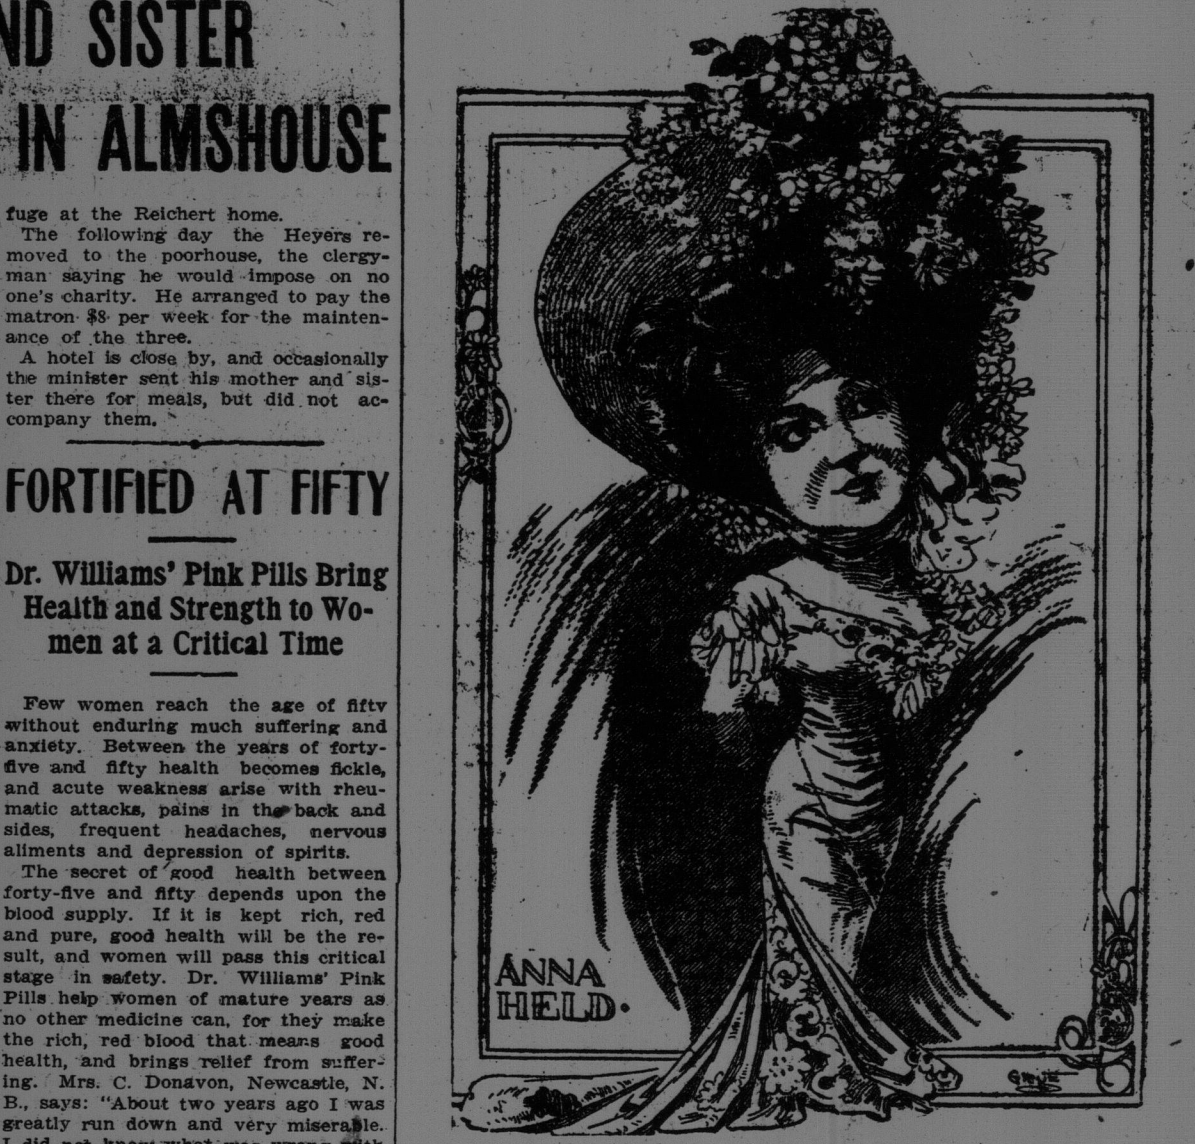 ND SISTER
IN ALMSHOUSE
fuge at the Reichert home.
The following day the Heyers re-
moved to the poorhouse, the clergy-
man saying he would impose on no
one's charity. He arranged to pay the
matron $8 per week for the mainten-
ance of the three.
A hotel is close by, and occasionally
the minister sent his mother and sis-
ter there for meals, but did not ac-
company them.
FORTIFIED AT FIFTY
Dr. Williams' Pink Pills Bring
Health and Strength to Wo-
men at a Critical Time
Few women reach the age of fifty
without enduring much suffering and
anxiety. Between the years of forty-
five and fifty health becomes fickle,
and acute weakness arise with rheu-
matic attacks, pains in the back and
sides, frequent headaches, nervous
aliments and depression of spirits.
The secret of good health between
forty-five and fifty depends upon the
blood supply. If it is kept rich, red
and pure, good health will be the re-
sult, and women will pass this critical
stage in safety. Dr. Williams' Pink
Pills help women of mature years as
no other medicine can, for they make
the rich, red blood that means good
health, and brings relief from suffer-
ing. Mrs. C. Donavon, Newcastle, N.
B., says: "About two years ago I was
greatly run down and very miserable.
I did not know what was wrong with
ANNA
HELD.